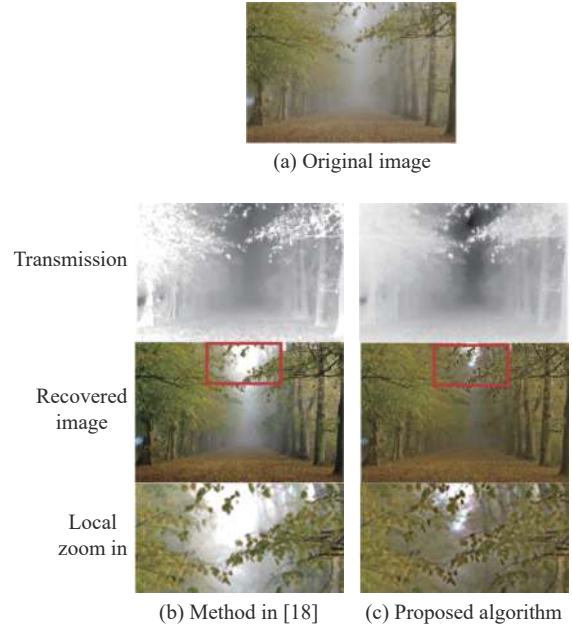 (a) Original image
Transmission
Recovered
image
Local
zoom in
(b) Method in [18]
(c) Proposed algorithm